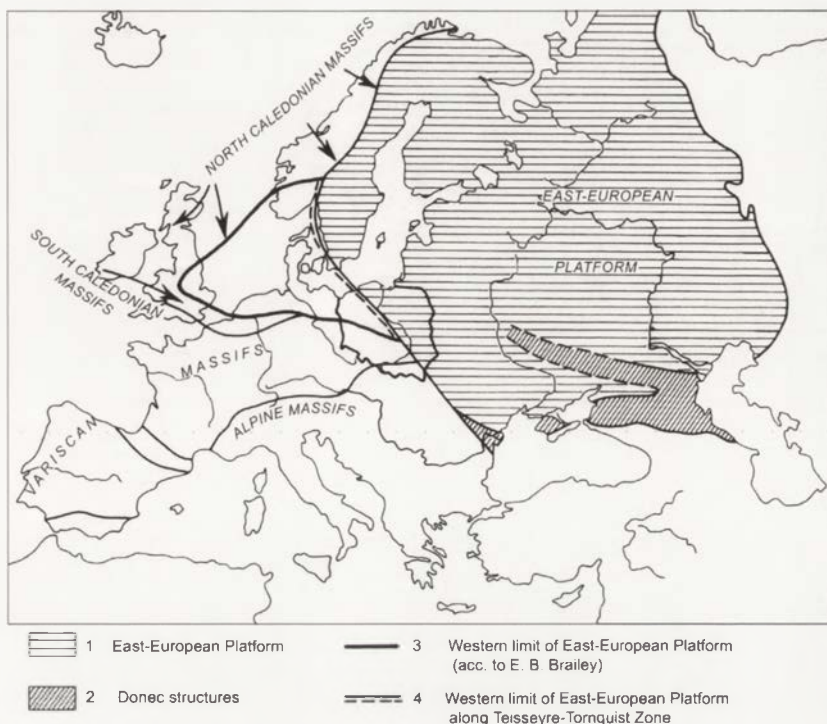 NORTH CALEDONIAN MASSIFS
SOUTH CALEDONIAN
MASSIFS
EAST-EUROPEAN
PLATFORM
MASSIFS
ALPINE MASSIFS
VARISCAN
1 East-European Platform
3 Western limit of East-European Platform
(acc. to E. B. Brailey)
2 Donec structures
4 Western limit of East-European Platform
along Teisseyre-Tornquist Zone